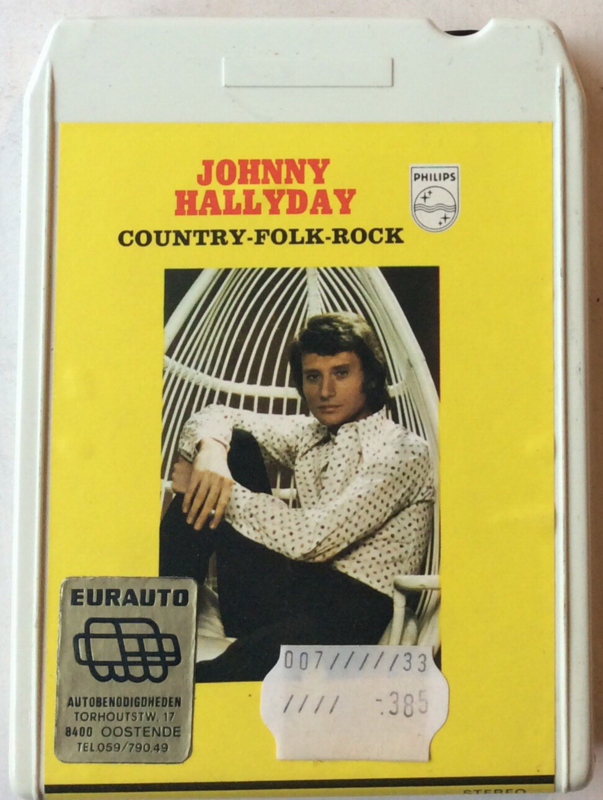 JOHNNY
HALLYDAY
PHILIPS
COUNTRY-FOLK-ROCK
EURAUTO
AUTOBENODIGDHEDEN
TORHOUTSTW. 17
8400 OOSTENDE
TEL.059/790.49
007/////33
//// -.385
STEREO